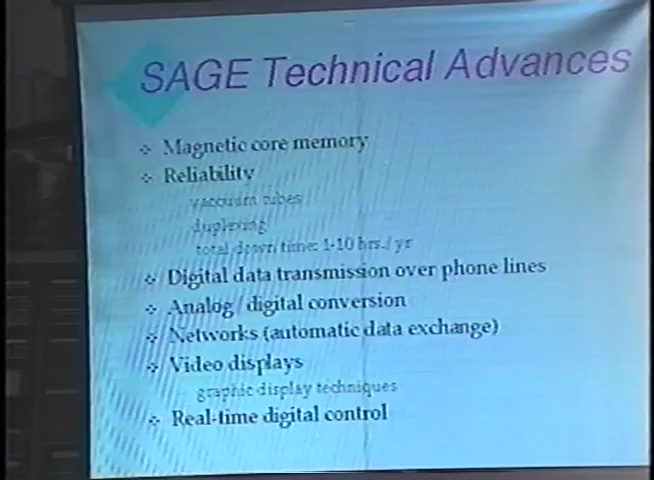 SAGE Technical Advances
Magnetic core memory
Reliability
vaccuum tubes
duplexing
total down time: 1-10 hrs./yr
Digital data transmission over phone lines
Analog / digital conversion
Networks (automatic data exchange)
Video displays
graphic display techniques
Real-time digital control